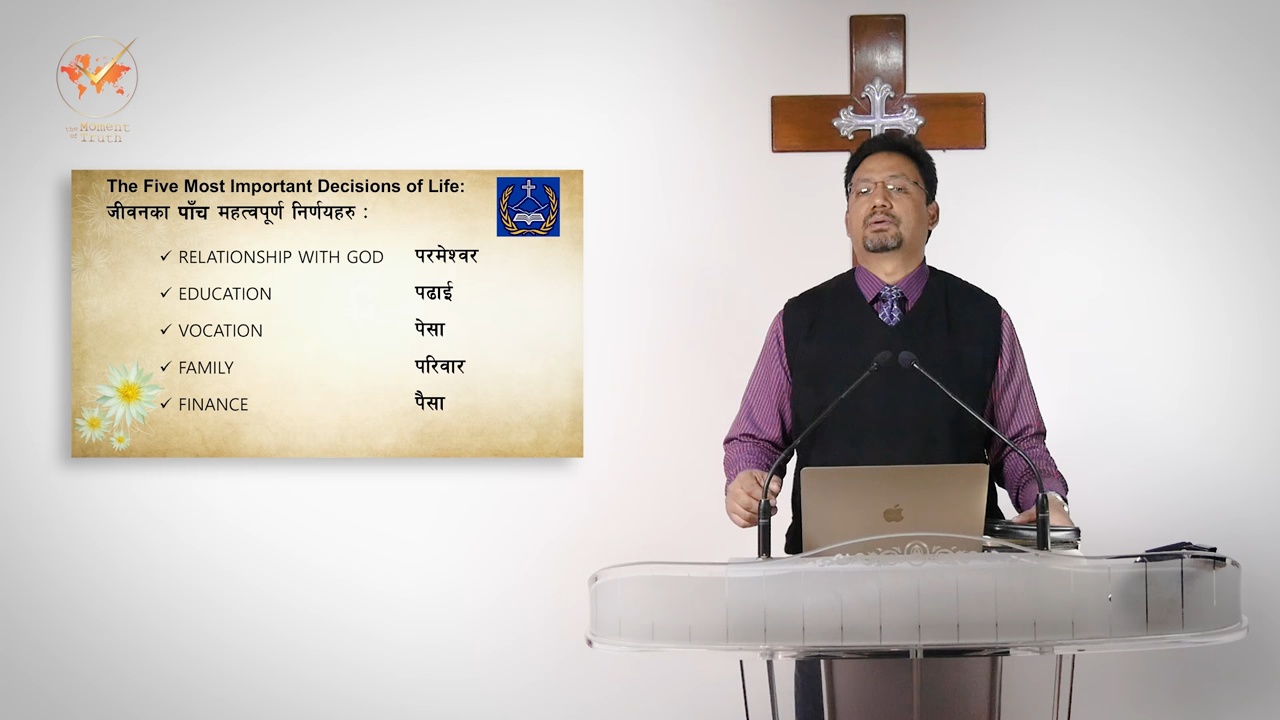 the Moment
of Truth
The Five Most Important Decisions of Life:
जीवनका पाँच महत्वपूर्ण निर्णयहरु :
✓ RELATIONSHIP WITH GOD परमेश्वर
✓ EDUCATION पढाई
✓ VOCATION पेसा
✓ FAMILY परिवार
✓ FINANCE पैसा